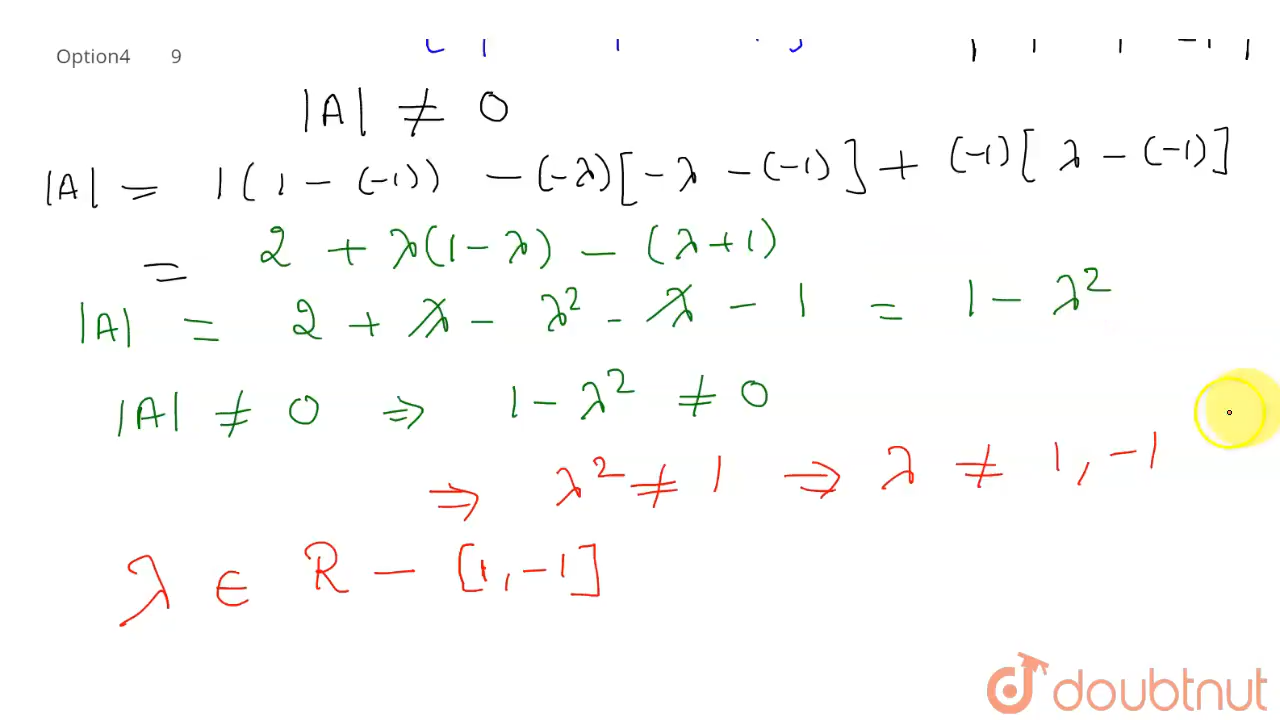 Option4 9
|A| ≠ 0
|A| = 1(1 - (-1)) - (-λ)[-λ - (-1)] + (-1)[λ - (-1)]
= 2 + λ(1 - λ) - (λ + 1)
|A| = 2 + λ - λ² - λ - 1 = 1 - λ²
|A| ≠ 0 ⇒ 1 - λ² ≠ 0
⇒ λ² ≠ 1 ⇒ λ ≠ 1, -1
λ ∈ R - [1, -1]
doubtnut